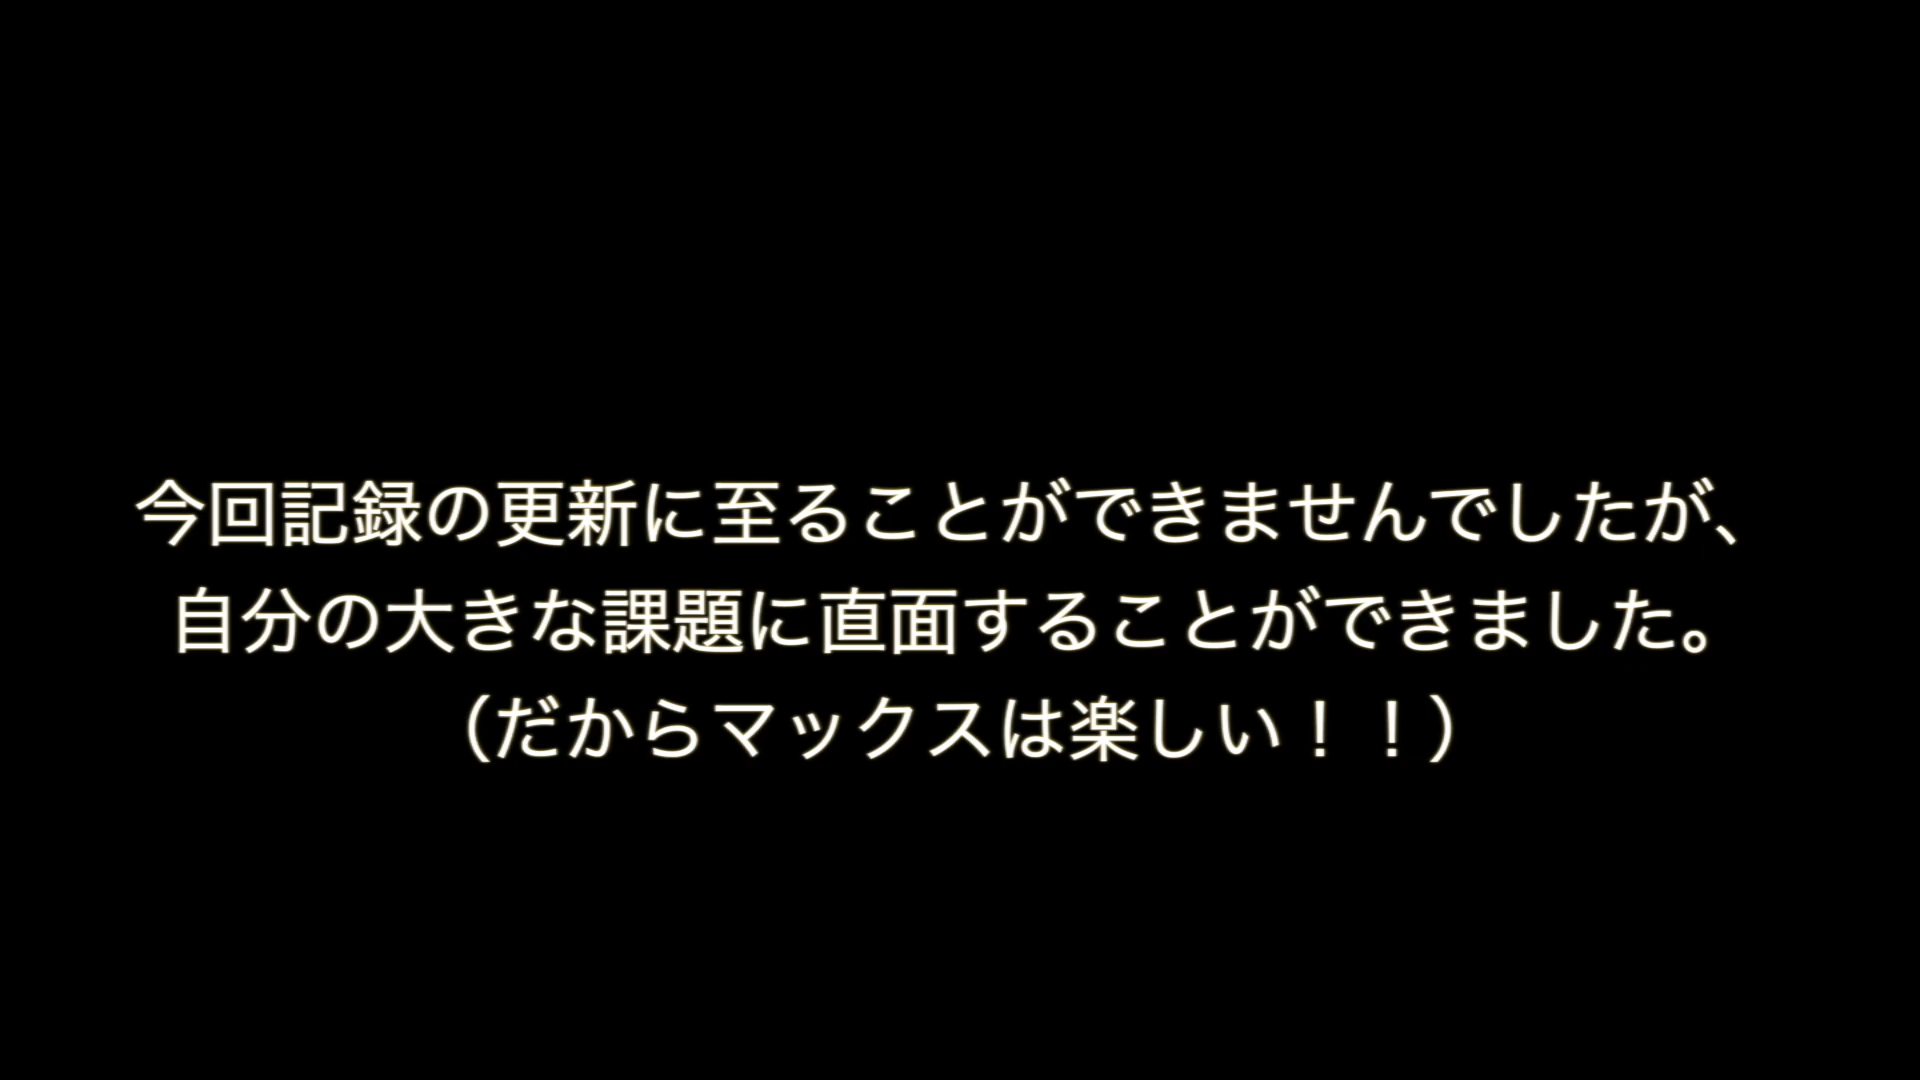 今回記録の更新に至ることができませんでしたが、
自分の大きな課題に直面することができました。
（だからマックスは楽しい！！）